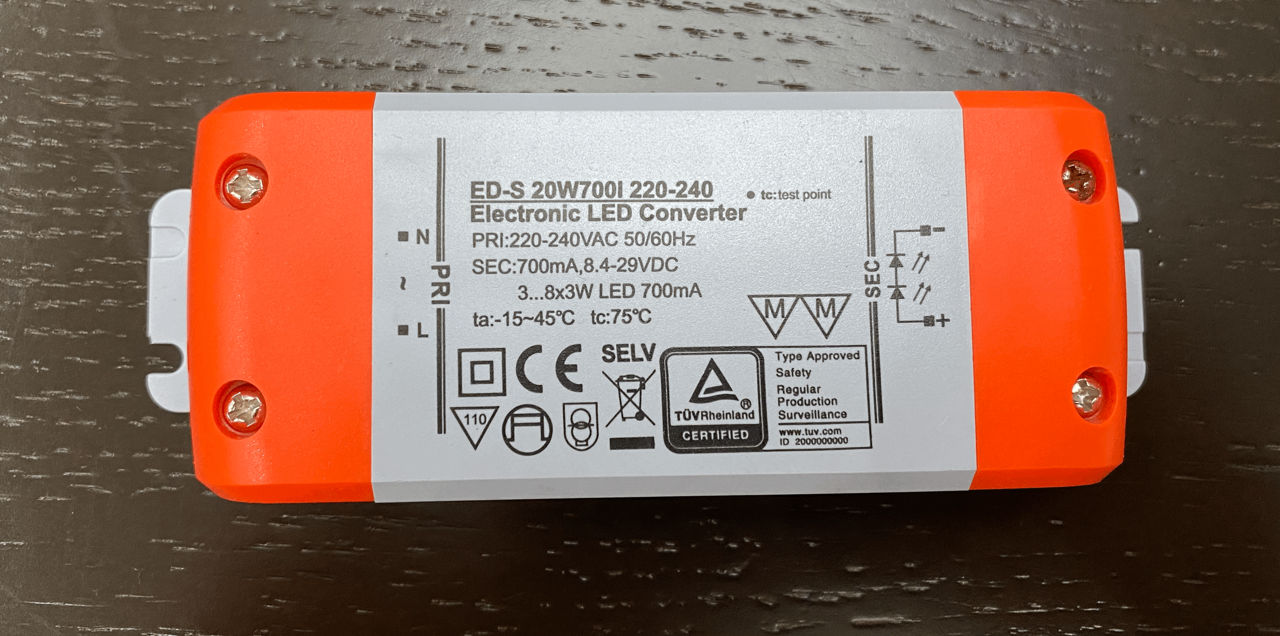 ED-S 20W700I 220-240
tc:test point
Electronic LED Converter
PRI:220-240VAC 50/60Hz
SEC:700mA,8.4-29VDC
3...8x3W LED 700mA
ta:-15~45℃ tc:75℃
N
~
L
PRI
SEC
-
+
M M
SELV
110
TÜVRheinland
®
CERTIFIED
Type Approved
Safety
Regular
Production
Surveillance
www.tuv.com
ID 2000000000
CE